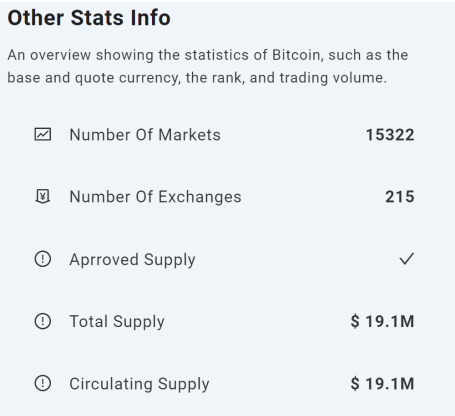 Other Stats Info
An overview showing the statistics of Bitcoin, such as the
base and quote currency, the rank, and trading volume.
Number Of Markets 15322
Number Of Exchanges 215
Aprroved Supply ✓
Total Supply $ 19.1M
Circulating Supply $ 19.1M